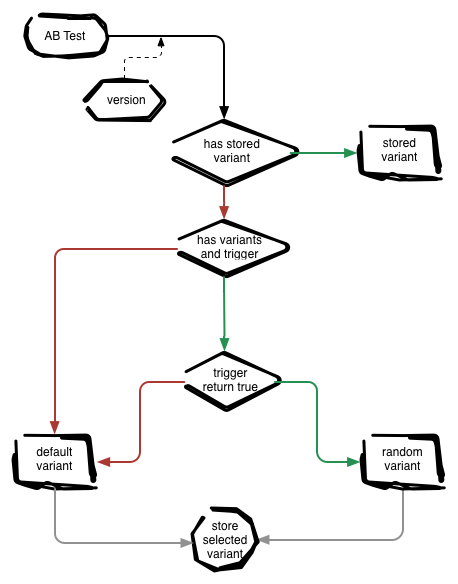 AB Test
version
has stored
variant
stored
variant
has variants
and trigger
trigger
return true
default
variant
random
variant
store
selected
variant